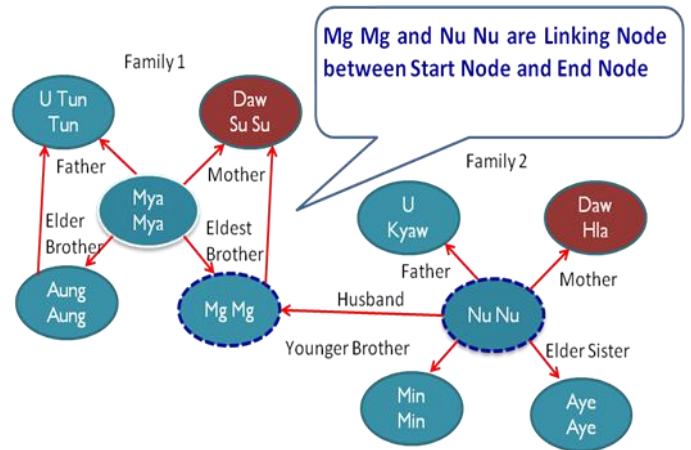 Mg Mg and Nu Nu are Linking Node
between Start Node and End Node
Family 1
U Tun
Tun
Daw
Su Su
Father
Mother
Mya
Mya
Elder
Brother
Eldest
Brother
Aung
Aung
Mg Mg
Family 2
U
Kyaw
Daw
Hla
Father
Mother
Husband
Nu Nu
Younger Brother
Elder Sister
Min
Min
Aye
Aye